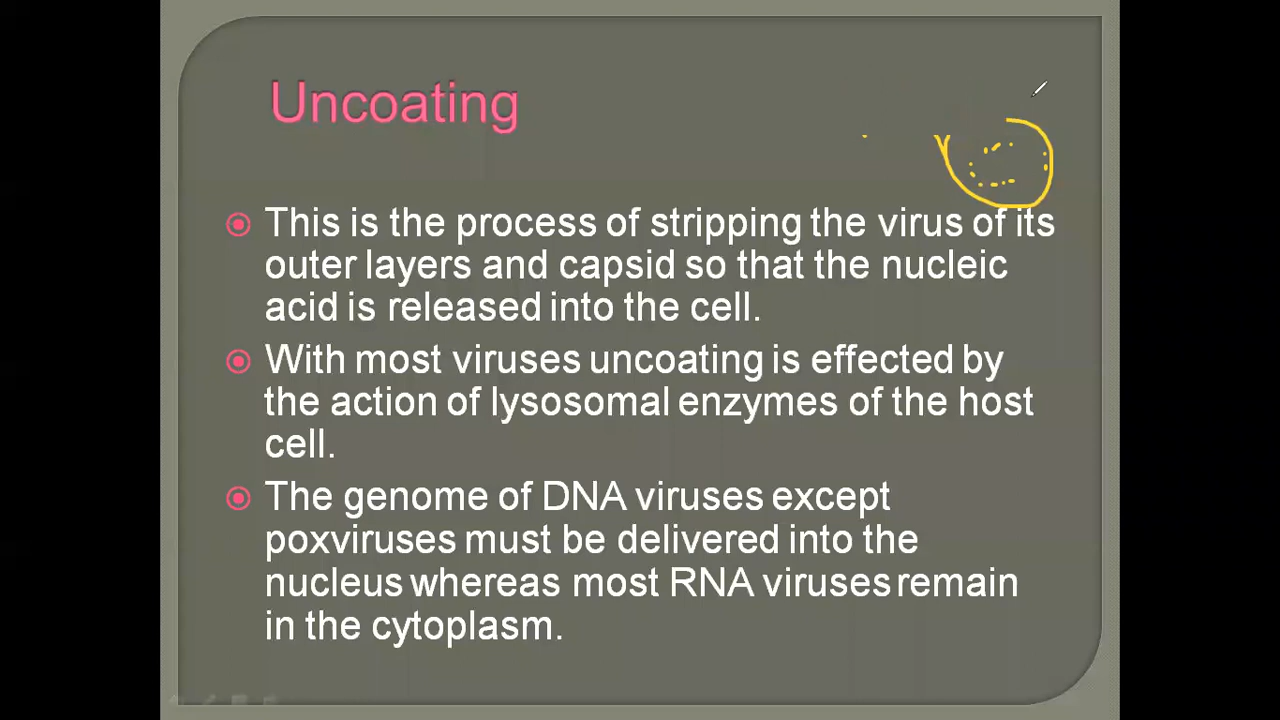 Uncoating
This is the process of stripping the virus of its
outer layers and capsid so that the nucleic
acid is released into the cell.
With most viruses uncoating is effected by
the action of lysosomal enzymes of the host
cell.
The genome of DNA viruses except
poxviruses must be delivered into the
nucleus whereas most RNA viruses remain
in the cytoplasm.